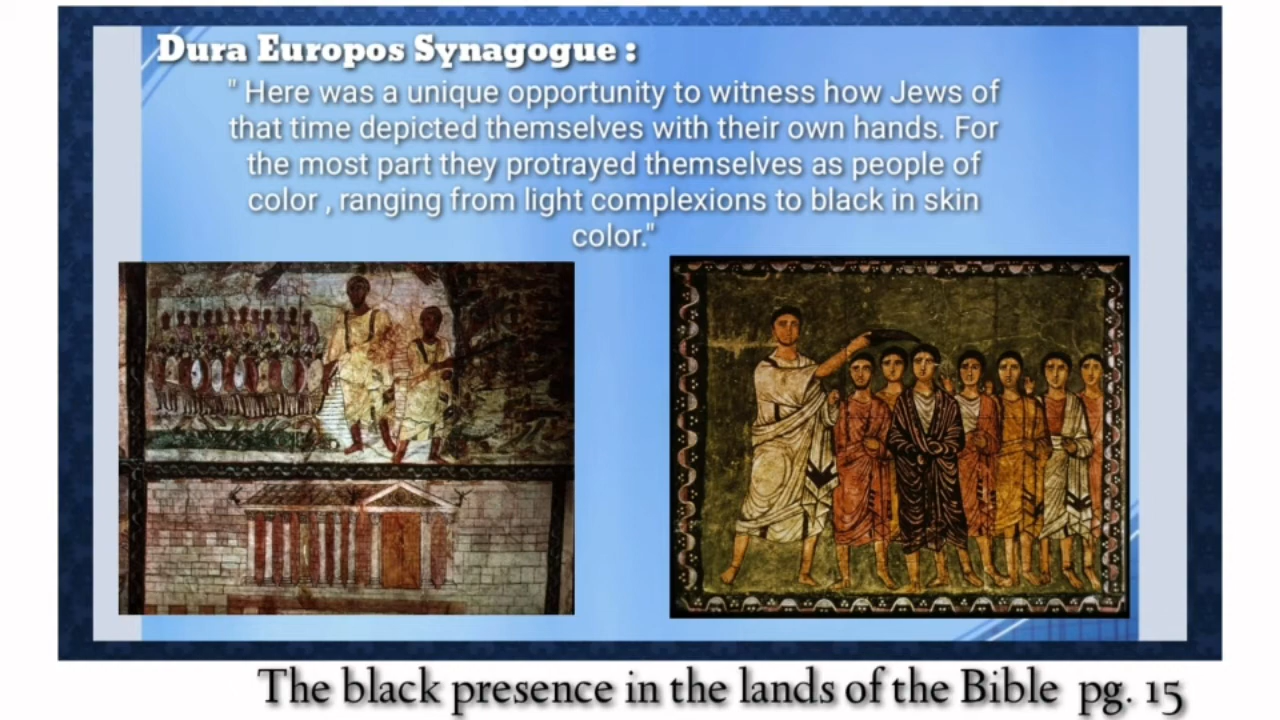 Dura Europos Synagogue :
" Here was a unique opportunity to witness how Jews of
that time depicted themselves with their own hands. For
the most part they protrayed themselves as people of
color , ranging from light complexions to black in skin
color."
The black presence in the lands of the Bible pg. 15